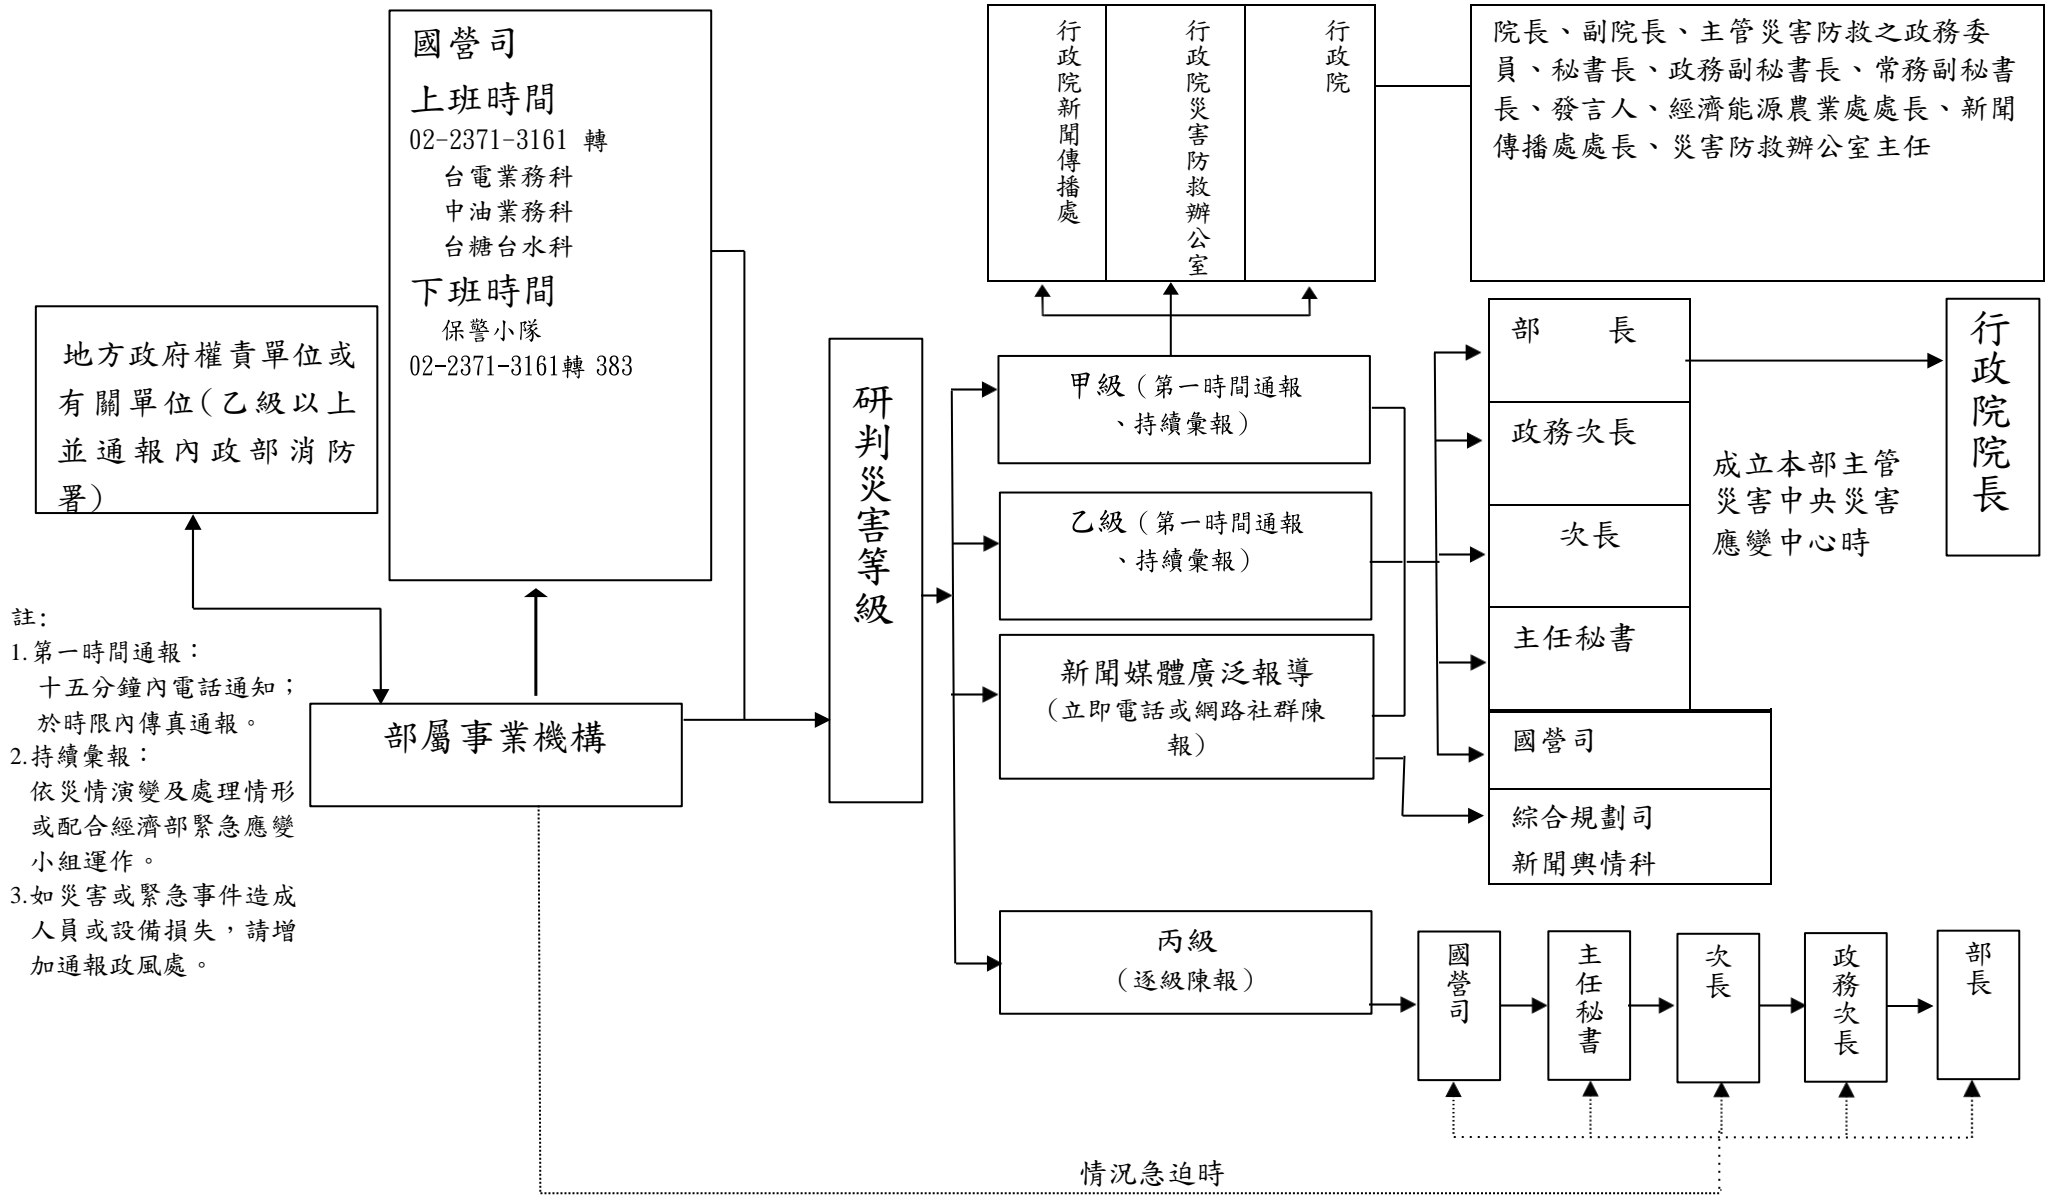 國營司
上班時間
02-2371-3161 轉
台電業務科
中油業務科
台糖台水科
下班時間
保警小隊
02-2371-3161轉 383
地方政府權責單位或
有關單位(乙級以上
並通報內政部消防
署)
部屬事業機構
註:
1.第一時間通報：
十五分鐘內電話通知；
於時限內傳真通報。
2.持續彙報：
依災情演變及處理情形
或配合經濟部緊急應變
小組運作。
3.如災害或緊急事件造成
人員或設備損失，請增
加通報政風處。
研判災害等級
行政院新聞傳播處
行政院災害防救辦公室
行政院
院長、副院長、主管災害防救之政務委
員、秘書長、政務副秘書長、常務副秘書
長、發言人、經濟能源農業處處長、新聞
傳播處處長、災害防救辦公室主任
甲級（第一時間通報
、持續彙報）
乙級（第一時間通報
、持續彙報）
新聞媒體廣泛報導
(立即電話或網路社群陳
報)
丙級
（逐級陳報）
部　　長
政務次長
次長
主任秘書
國營司
綜合規劃司
新聞輿情科
成立本部主管
災害中央災害
應變中心時
行政院院長
國營司
主任秘書
次長
政務次長
部長
情況急迫時